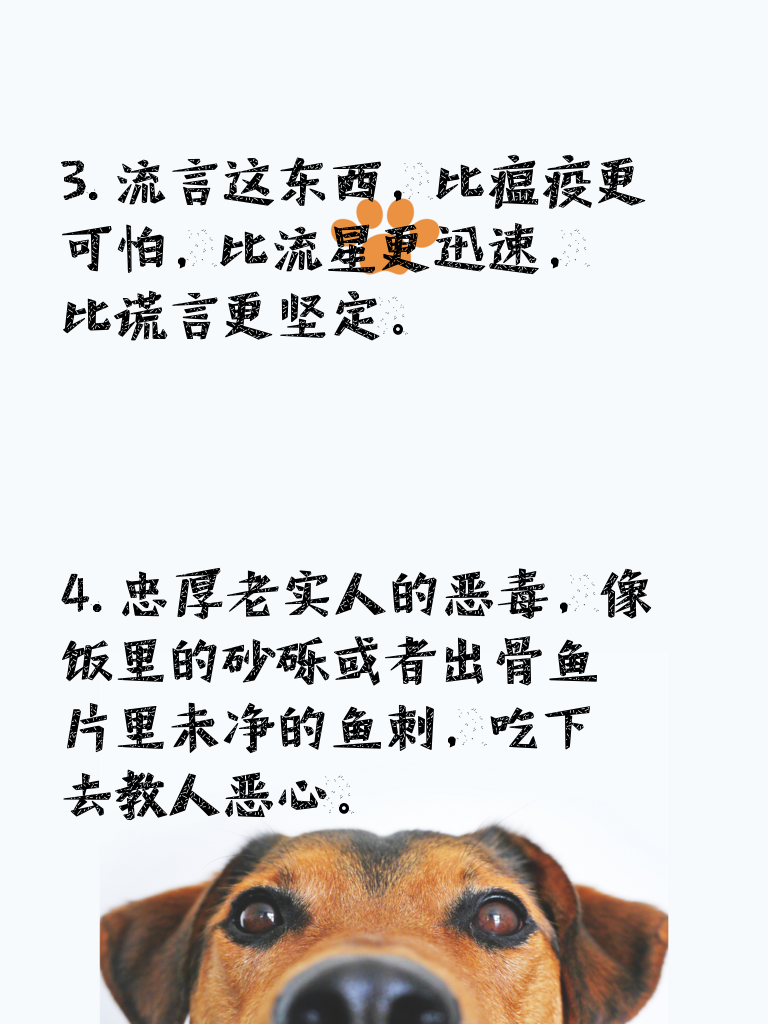 3. 流言这东西，比瘟疫更
可怕，比流星更迅速，
比谎言更坚定。
4. 忠厚老实人的恶毒，像
饭里的砂砾或者出骨鱼
片里未净的鱼刺，吃下
去教人恶心。